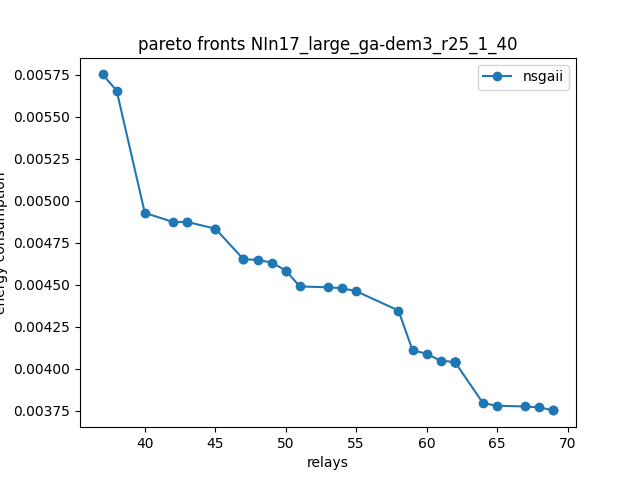 pareto fronts NIn17_large_ga-dem3_r25_1_40
nsgaii
0.00575
0.00550
0.00525
0.00500
0.00475
0.00450
0.00425
0.00400
0.00375
energy consumption
40 45 50 55 60 65 70
relays